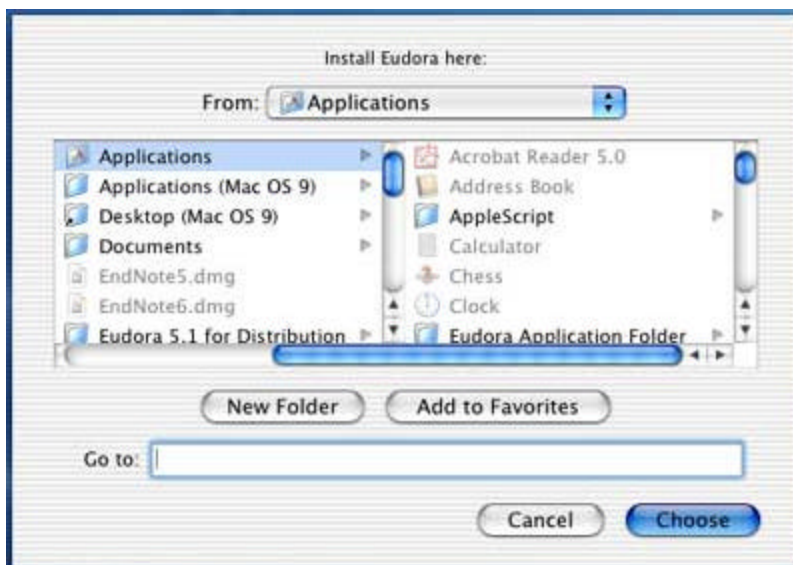 Install Eudora here:
From: Applications
Applications
Applications (Mac OS 9)
Desktop (Mac OS 9)
Documents
EndNote5.dmg
EndNote6.dmg
Eudora 5.1 for Distribution
Acrobat Reader 5.0
Address Book
AppleScript
Calculator
Chess
Clock
Eudora Application Folder
New Folder Add to Favorites
Go to:
Cancel Choose